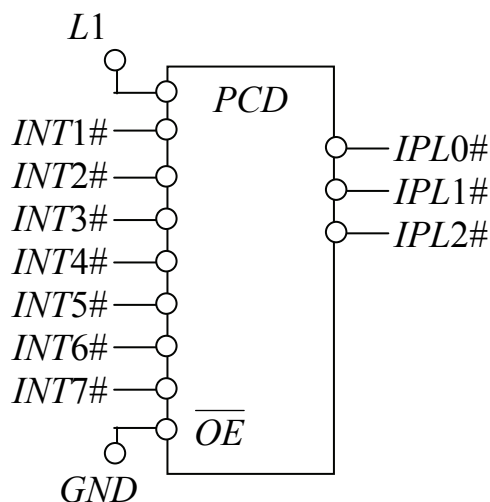 L1
PCD
INT1#
INT2#
INT3#
INT4#
INT5#
INT6#
INT7#
OE
GND
IPL0#
IPL1#
IPL2#